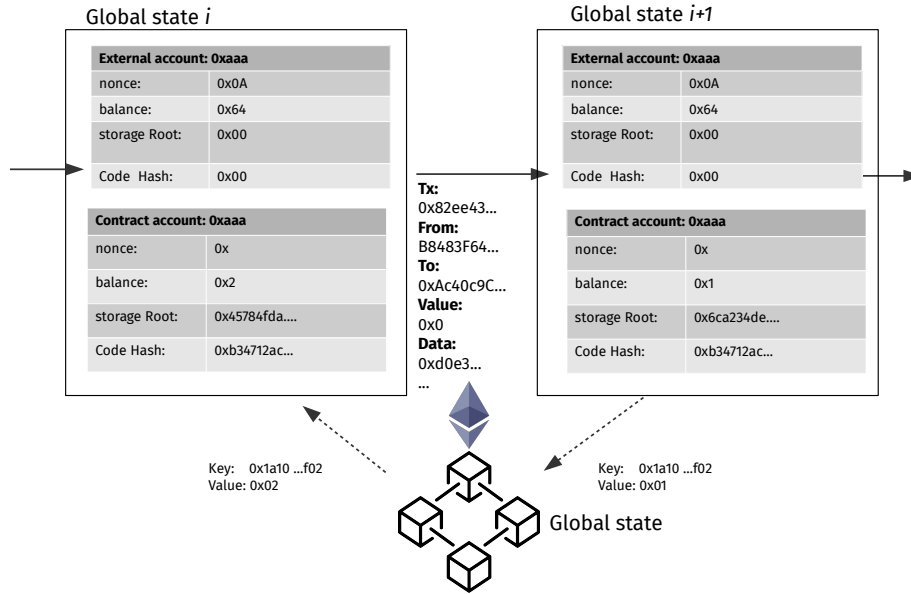 Global state i
External account: 0xaaa
nonce: 0x0A
balance: 0x64
storage Root: 0x00
Code Hash: 0x00
Contract account: 0xaaa
nonce: 0x
balance: 0x2
storage Root: 0x45784fda....
Code Hash: 0xb34712ac...
Tx:
0x82ee43...
From:
B8483F64...
To:
0xAc40c9C...
Value:
0x0
Data:
0xd0e3...
...
Global state i+1
External account: 0xaaa
nonce: 0x0A
balance: 0x64
storage Root: 0x00
Code Hash: 0x00
Contract account: 0xaaa
nonce: 0x
balance: 0x1
storage Root: 0x6ca234de....
Code Hash: 0xb34712ac...
Key: 0x1a10 ...f02
Value: 0x02
Key: 0x1a10 ...f02
Value: 0x01
Global state